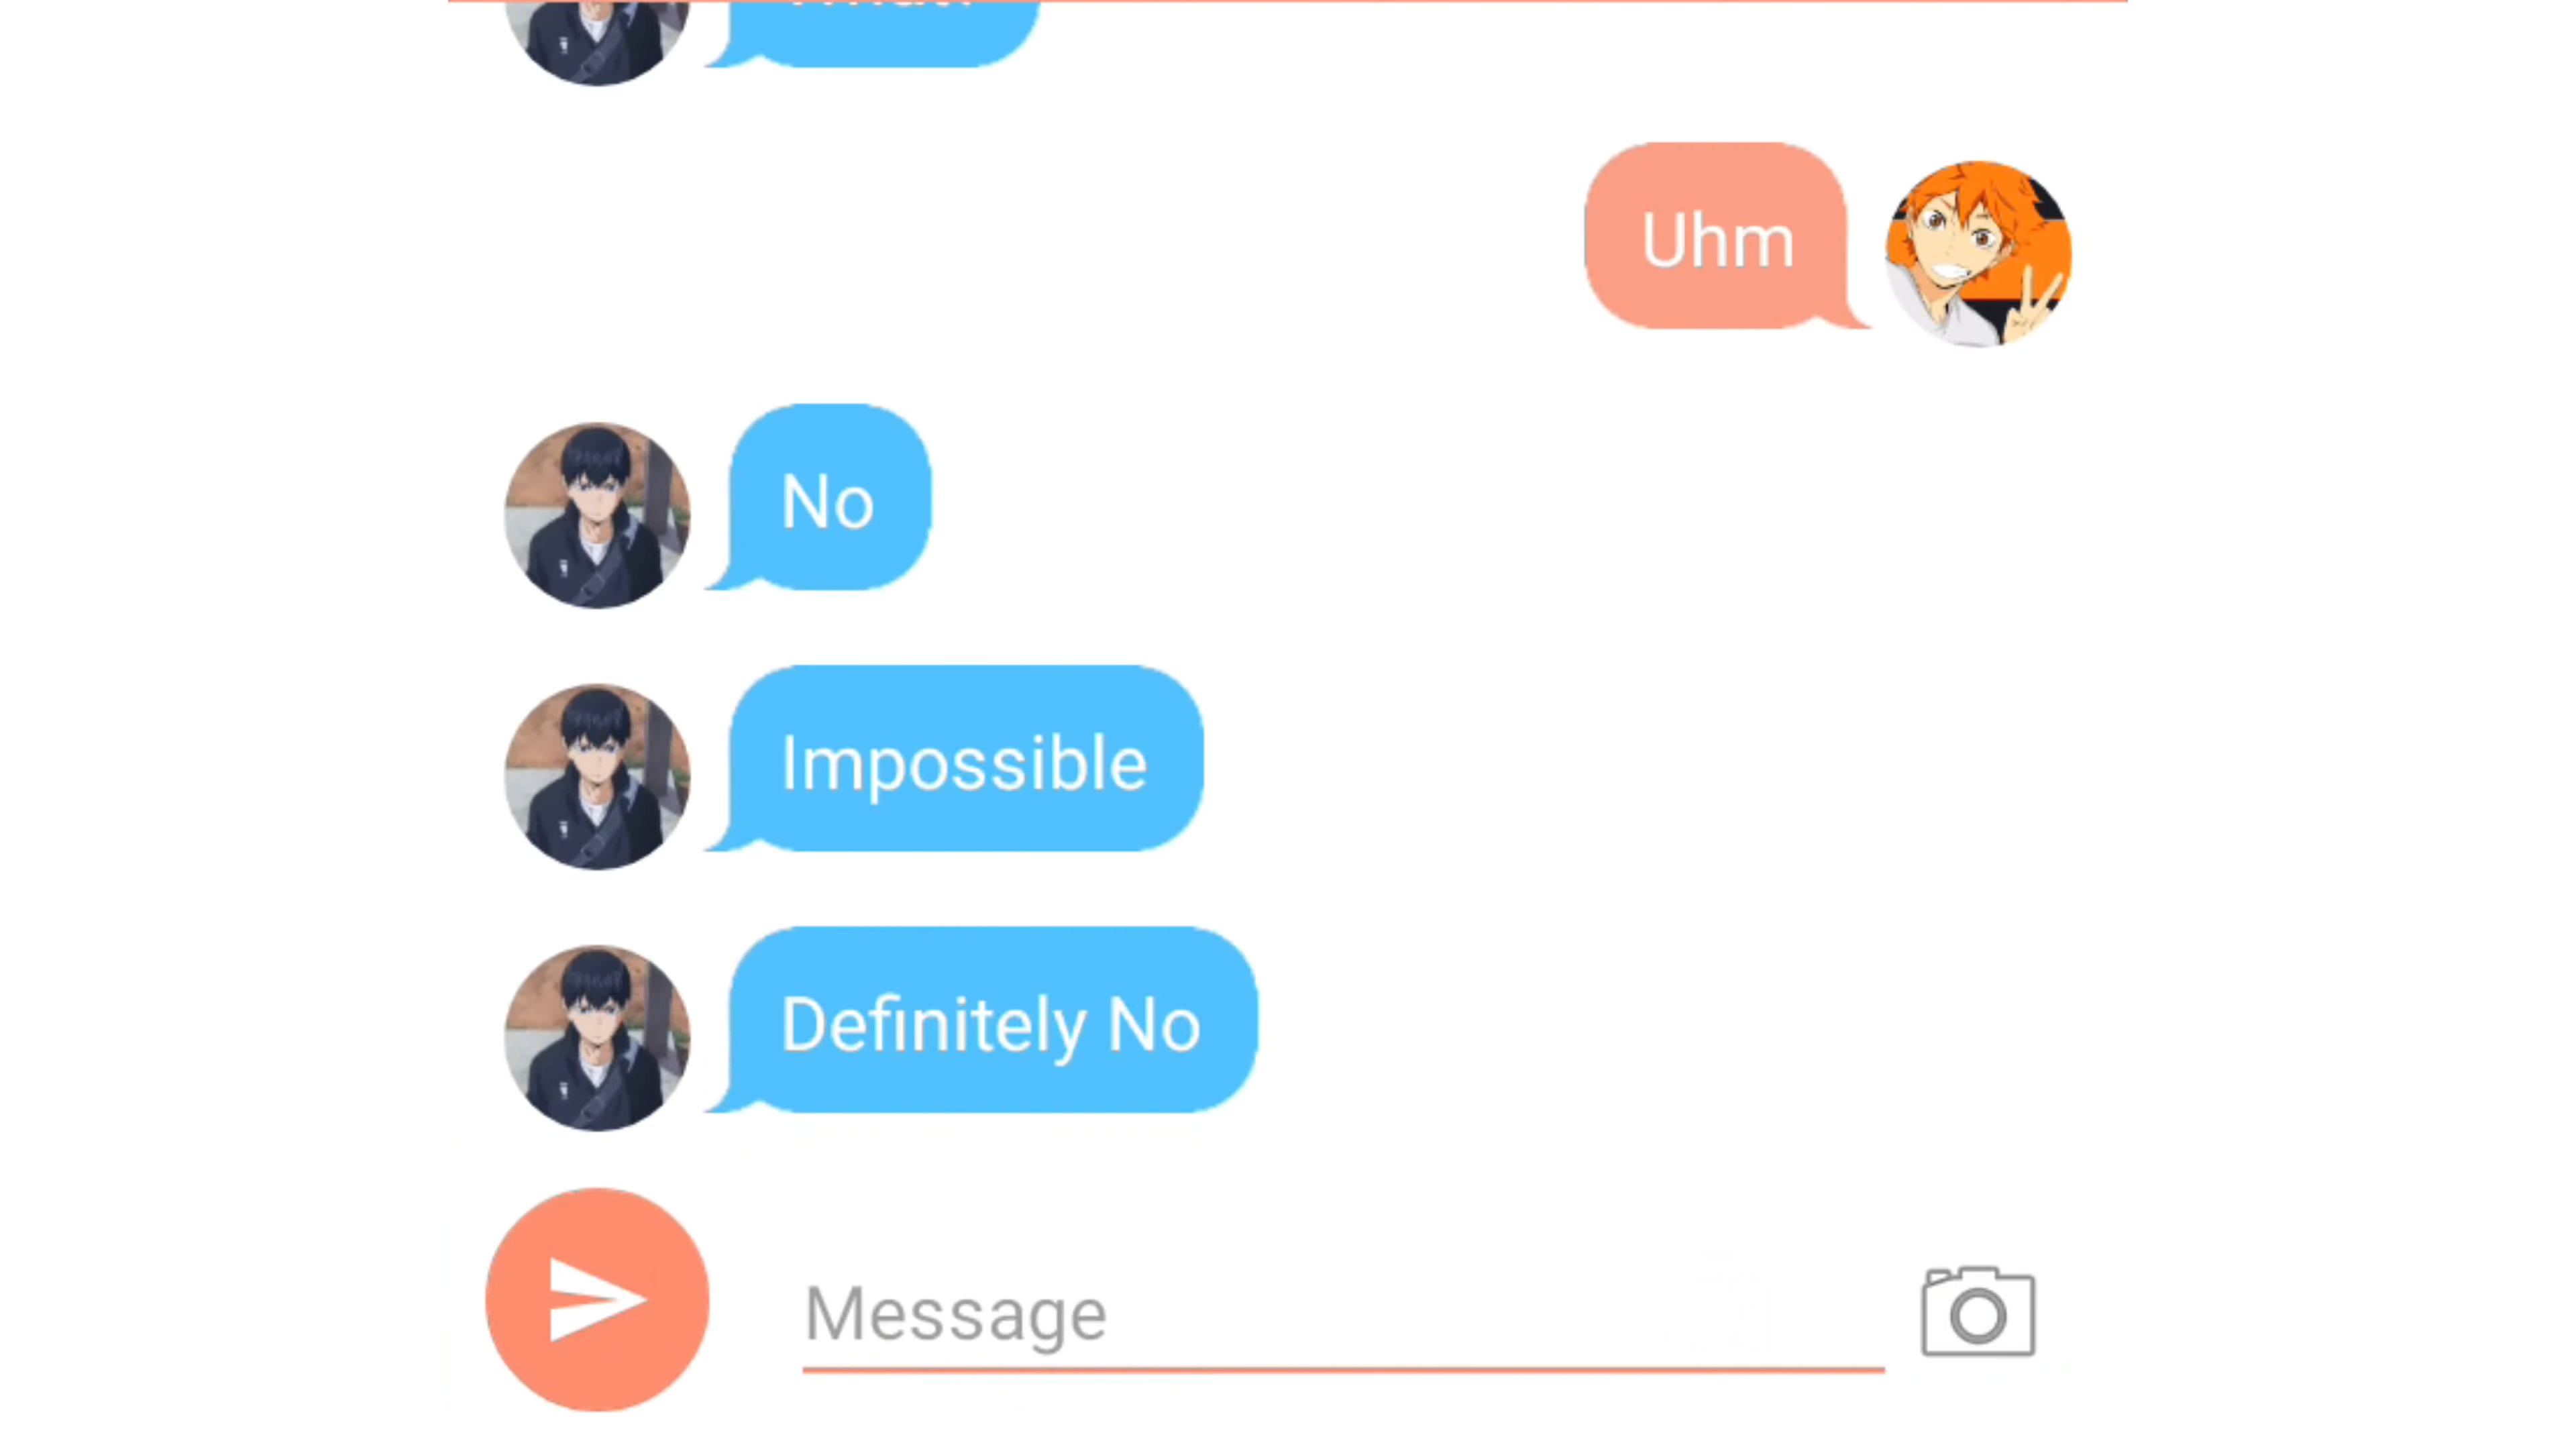 Uhm
No
Impossible
Definitely No
Message